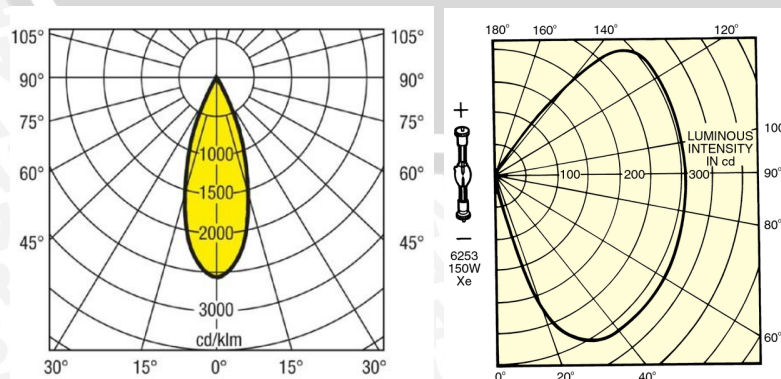 105° 105°
90° 90°
75° 75°
1000
60° 1500 60°
45° 2000 45°
3000
cd/klm
30° 15° 0° 15° 30°
180° 160° 140° 120°
+
LUMINOUS
INTENSITY
IN cd
100 200 300 90°
80°
–
6253
150W
Xe
60°
0° 20° 40°